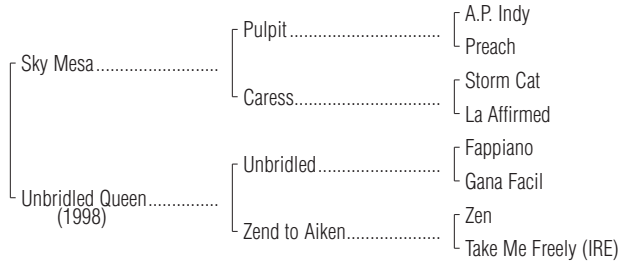 A.P. Indy
Pulpit
Preach
Sky Mesa
Storm Cat
Caress
La Affirmed
Fappiano
Unbridled
Gana Facil
Unbridled Queen
(1998)
Zen
Zend to Aiken
Take Me Freely (IRE)